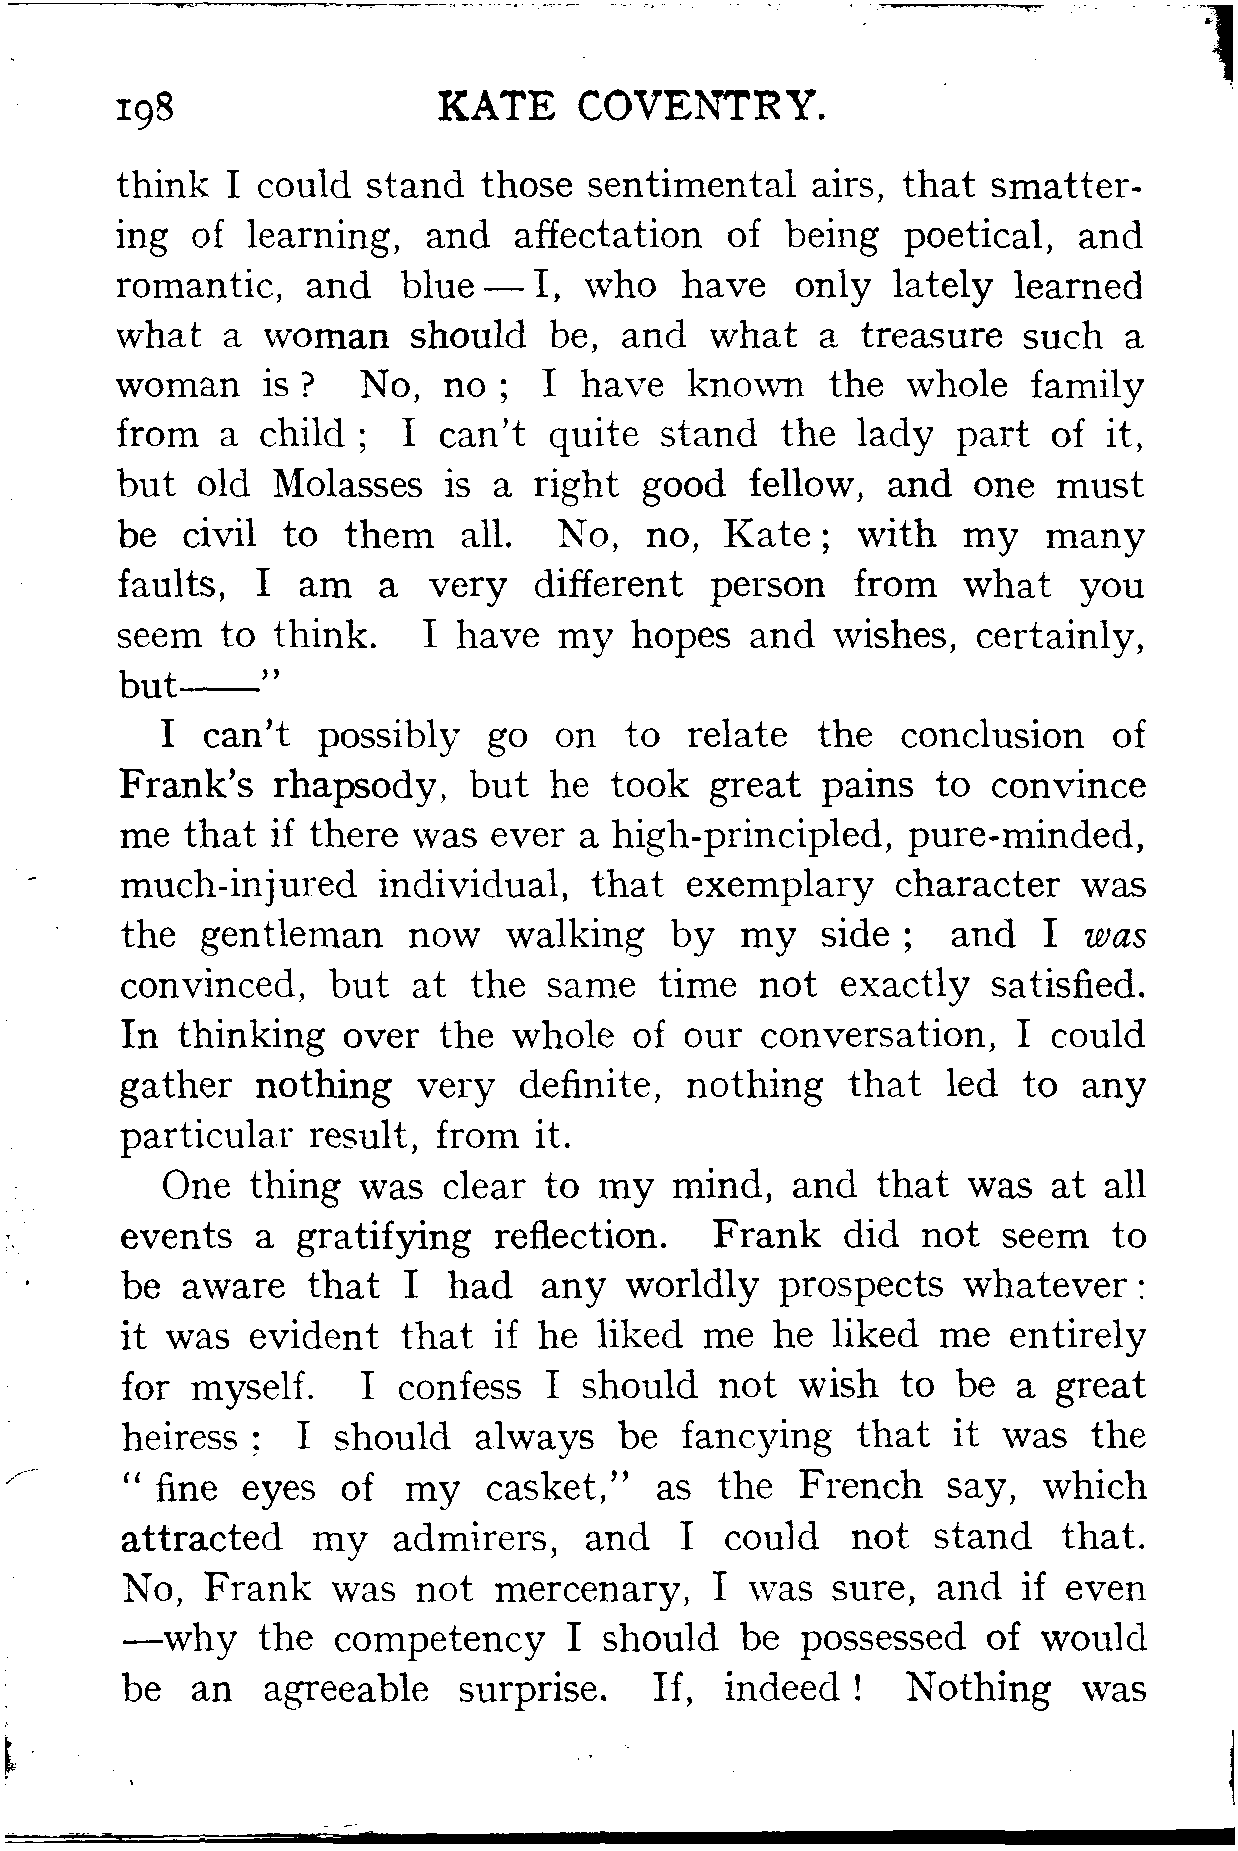 198 KATE COVENTRY.
think I could stand those sentimental airs, that smatter-
ing of learning, and affectation of being poetical, and
romantic, and blue — I, who have only lately learned
what a woman should be, and what a treasure such a
woman is ? No, no ; I have known the whole family
from a child ; I can't quite stand the lady part of it,
but old Molasses is a right good fellow, and one must
be civil to them all. No, no, Kate ; with my many
faults, I am a very different person from what you
seem to think. I have my hopes and wishes, certainly,
but——"
I can't possibly go on to relate the conclusion of
Frank's rhapsody, but he took great pains to convince
me that if there was ever a high-principled, pure-minded,
much-injured individual, that exemplary character was
the gentleman now walking by my side ; and I was
convinced, but at the same time not exactly satisfied.
In thinking over the whole of our conversation, I could
gather nothing very definite, nothing that led to any
particular result, from it.
One thing was clear to my mind, and that was at all
events a gratifying reflection. Frank did not seem to
be aware that I had any worldly prospects whatever :
it was evident that if he liked me he liked me entirely
for myself. I confess I should not wish to be a great
heiress : I should always be fancying that it was the
" fine eyes of my casket," as the French say, which
attracted my admirers, and I could not stand that.
No, Frank was not mercenary, I was sure, and if even
—why the competency I should be possessed of would
be an agreeable surprise. If, indeed ! Nothing was